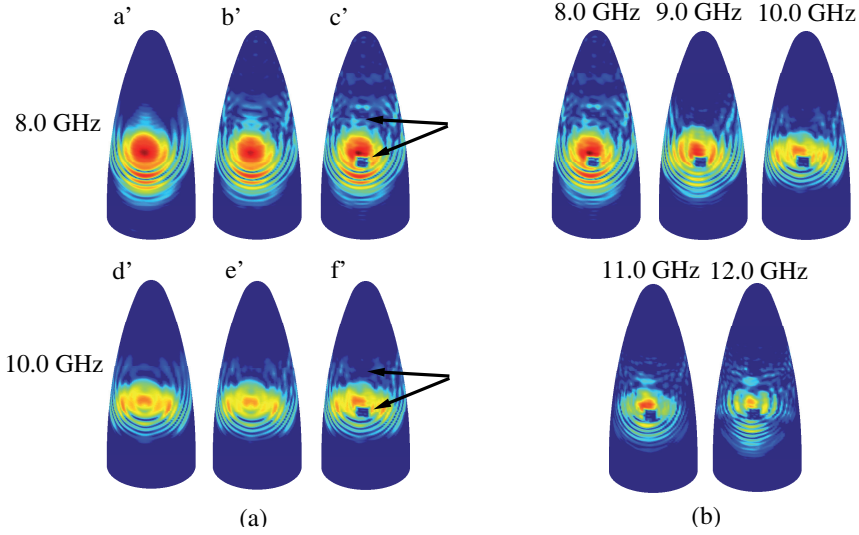 a’ b’ c’
8.0 GHz
d’ e’ f’
10.0 GHz
(a)
8.0 GHz 9.0 GHz 10.0 GHz
11.0 GHz 12.0 GHz
(b)